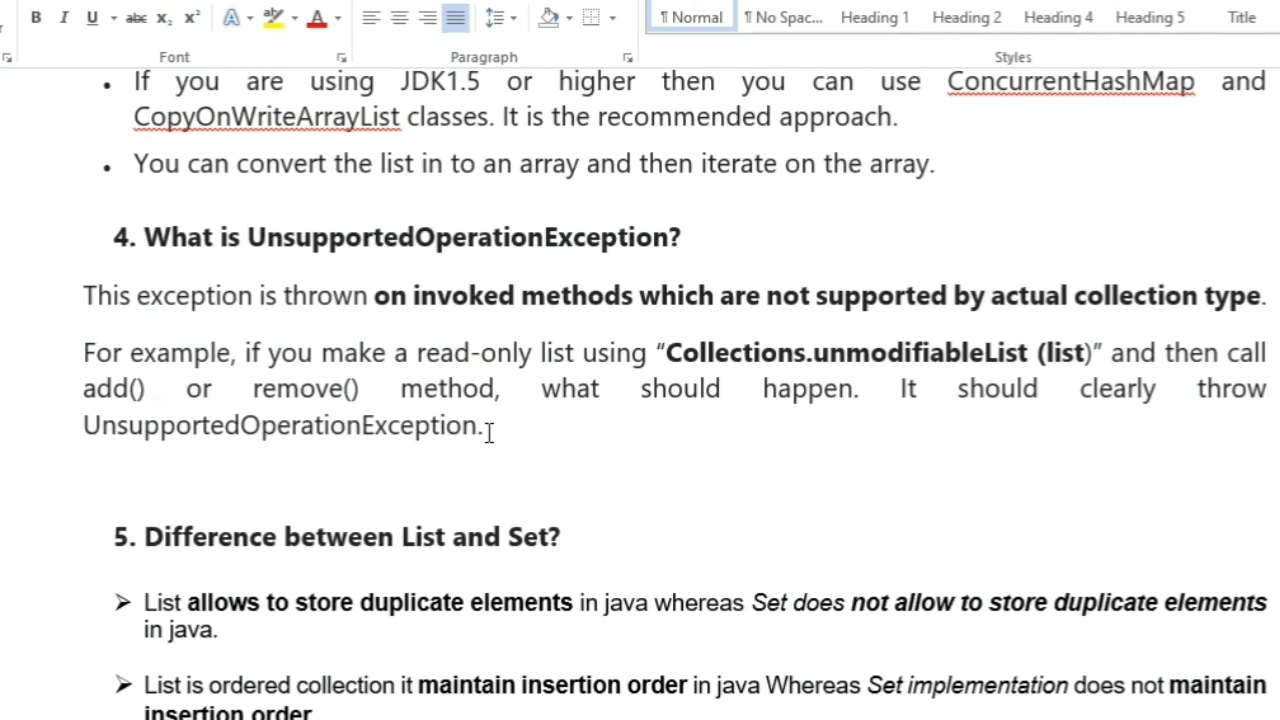 B I U abc x₂ x² A ab A
¶ Normal ¶ No Spac... Heading 1 Heading 2 Heading 4 Heading 5 Title
Font Paragraph Styles
• If you are using JDK1.5 or higher then you can use ConcurrentHashMap and
CopyOnWriteArrayList classes. It is the recommended approach.
• You can convert the list in to an array and then iterate on the array.
4. What is UnsupportedOperationException?
This exception is thrown on invoked methods which are not supported by actual collection type.
For example, if you make a read-only list using “Collections.unmodifiableList (list)” and then call
add() or remove() method, what should happen. It should clearly throw
UnsupportedOperationException.
5. Difference between List and Set?
➢ List allows to store duplicate elements in java whereas Set does not allow to store duplicate elements
in java.
➢ List is ordered collection it maintain insertion order in java Whereas Set implementation does not maintain
insertion order